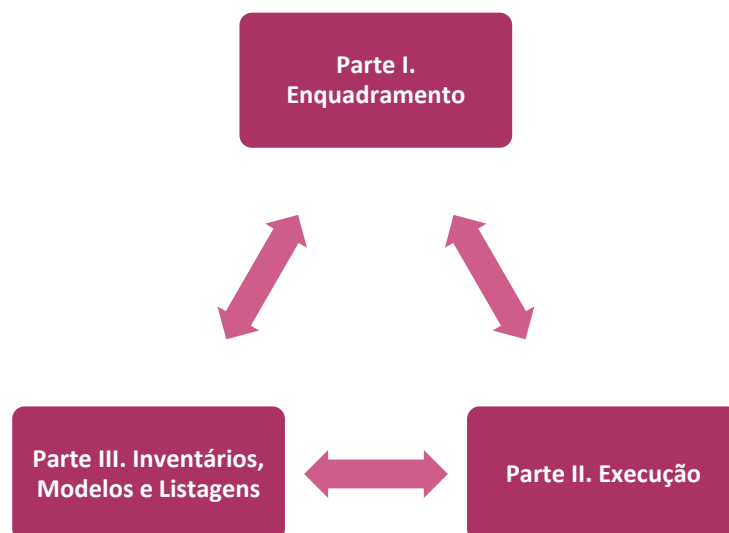 Parte I.
Enquadramento
Parte III. Inventários,
Modelos e Listagens
Parte II. Execução